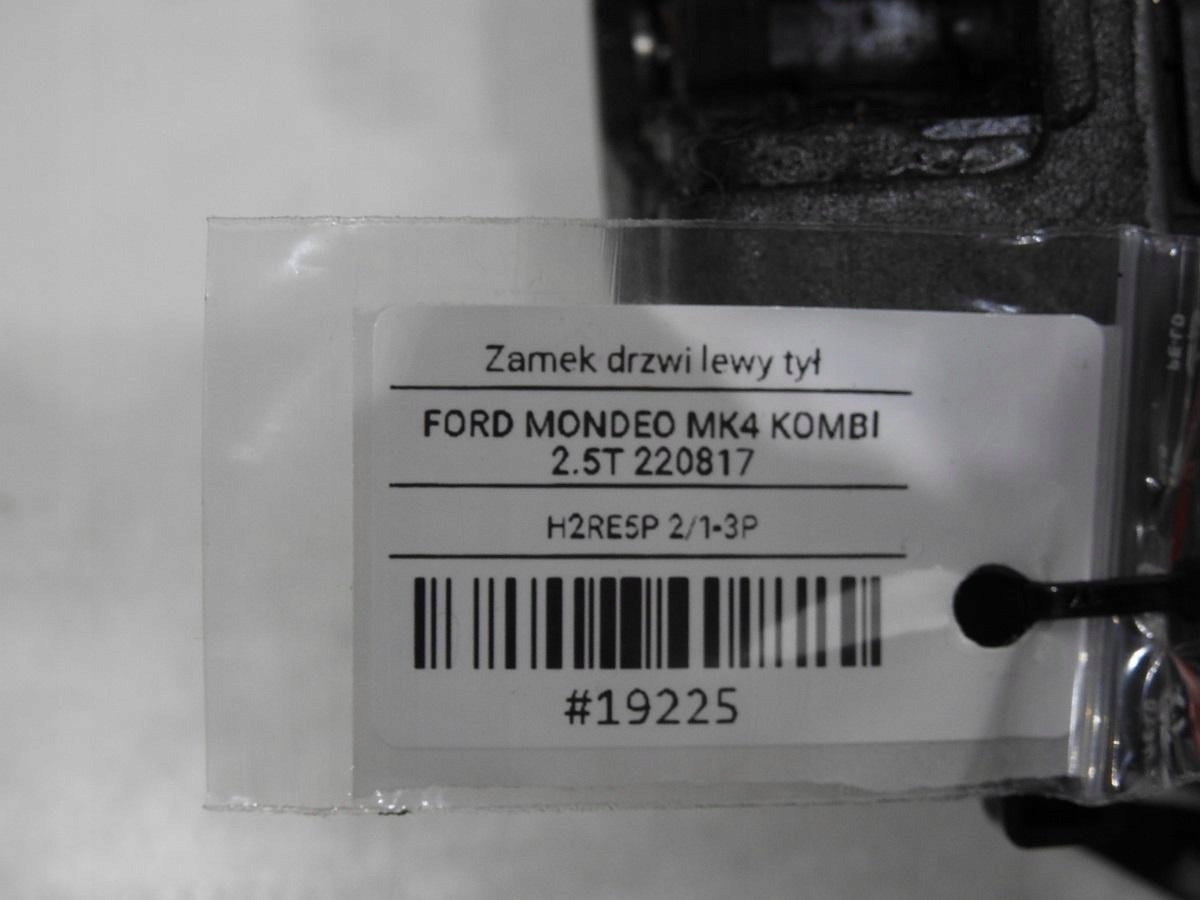 Zamek drzwi lewy tył
FORD MONDEO MK4 KOMBI
2.5T 220817
H2RE5P 2/1-3P
#19225